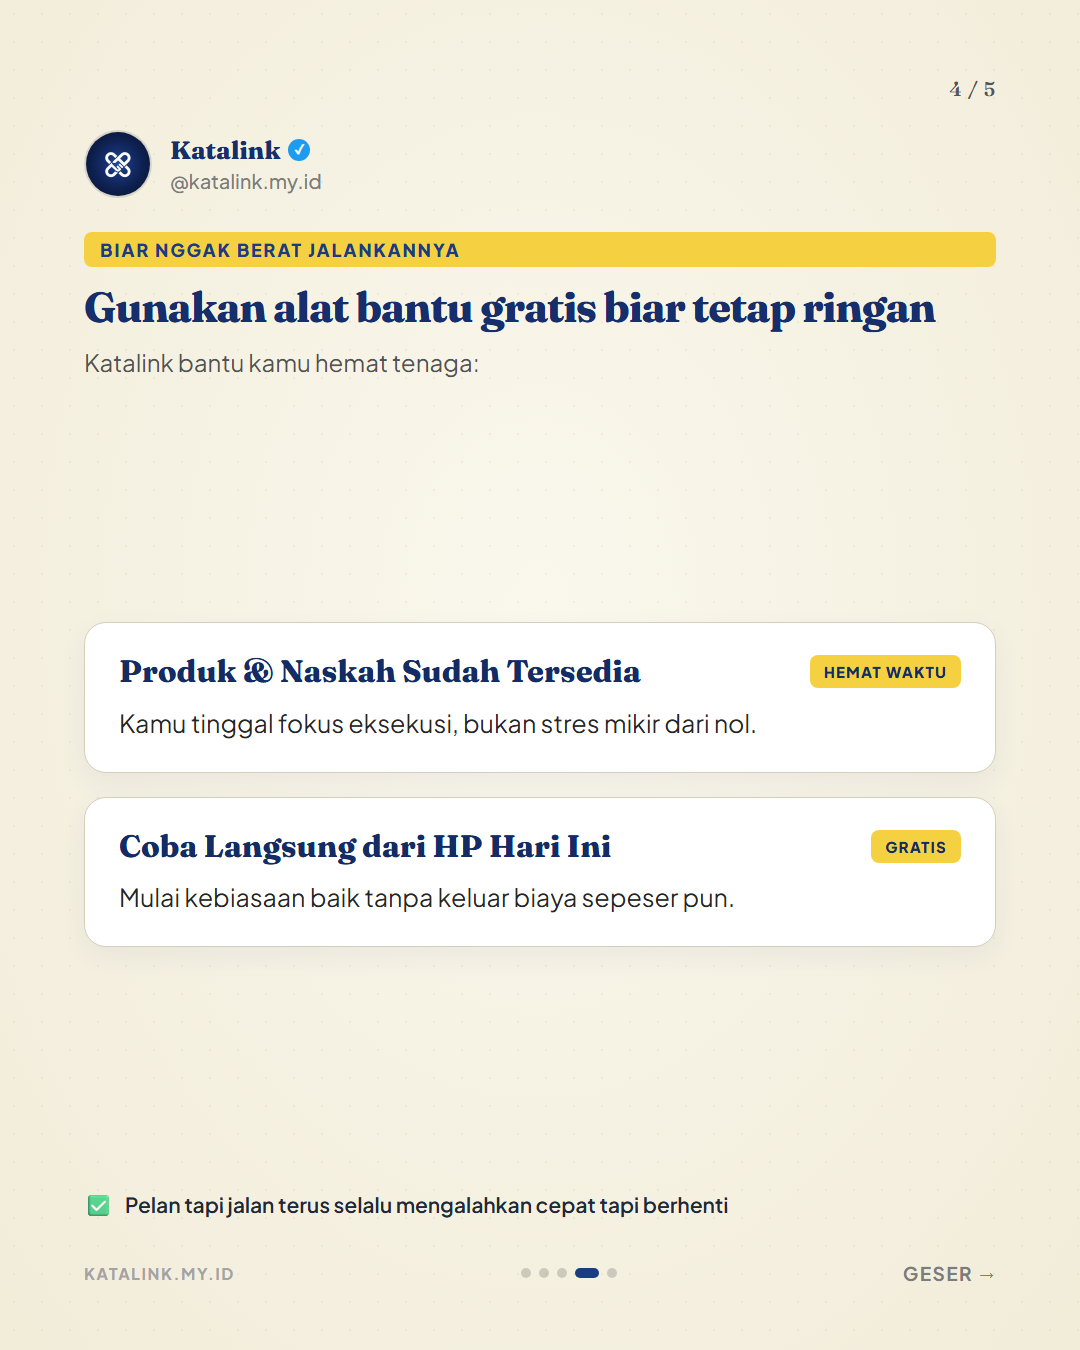 4 / 5
Katalink
@katalink.my.id
BIAR NGGAK BERAT JALANKANNYA
Gunakan alat bantu gratis biar tetap ringan
Katalink bantu kamu hemat tenaga:
Produk & Naskah Sudah Tersedia
HEMAT WAKTU
Kamu tinggal fokus eksekusi, bukan stres mikir dari nol.
Coba Langsung dari HP Hari Ini
GRATIS
Mulai kebiasaan baik tanpa keluar biaya sepeser pun.
✅ Pelan tapi jalan terus selalu mengalahkan cepat tapi berhenti
KATALINK.MY.ID
GESER →